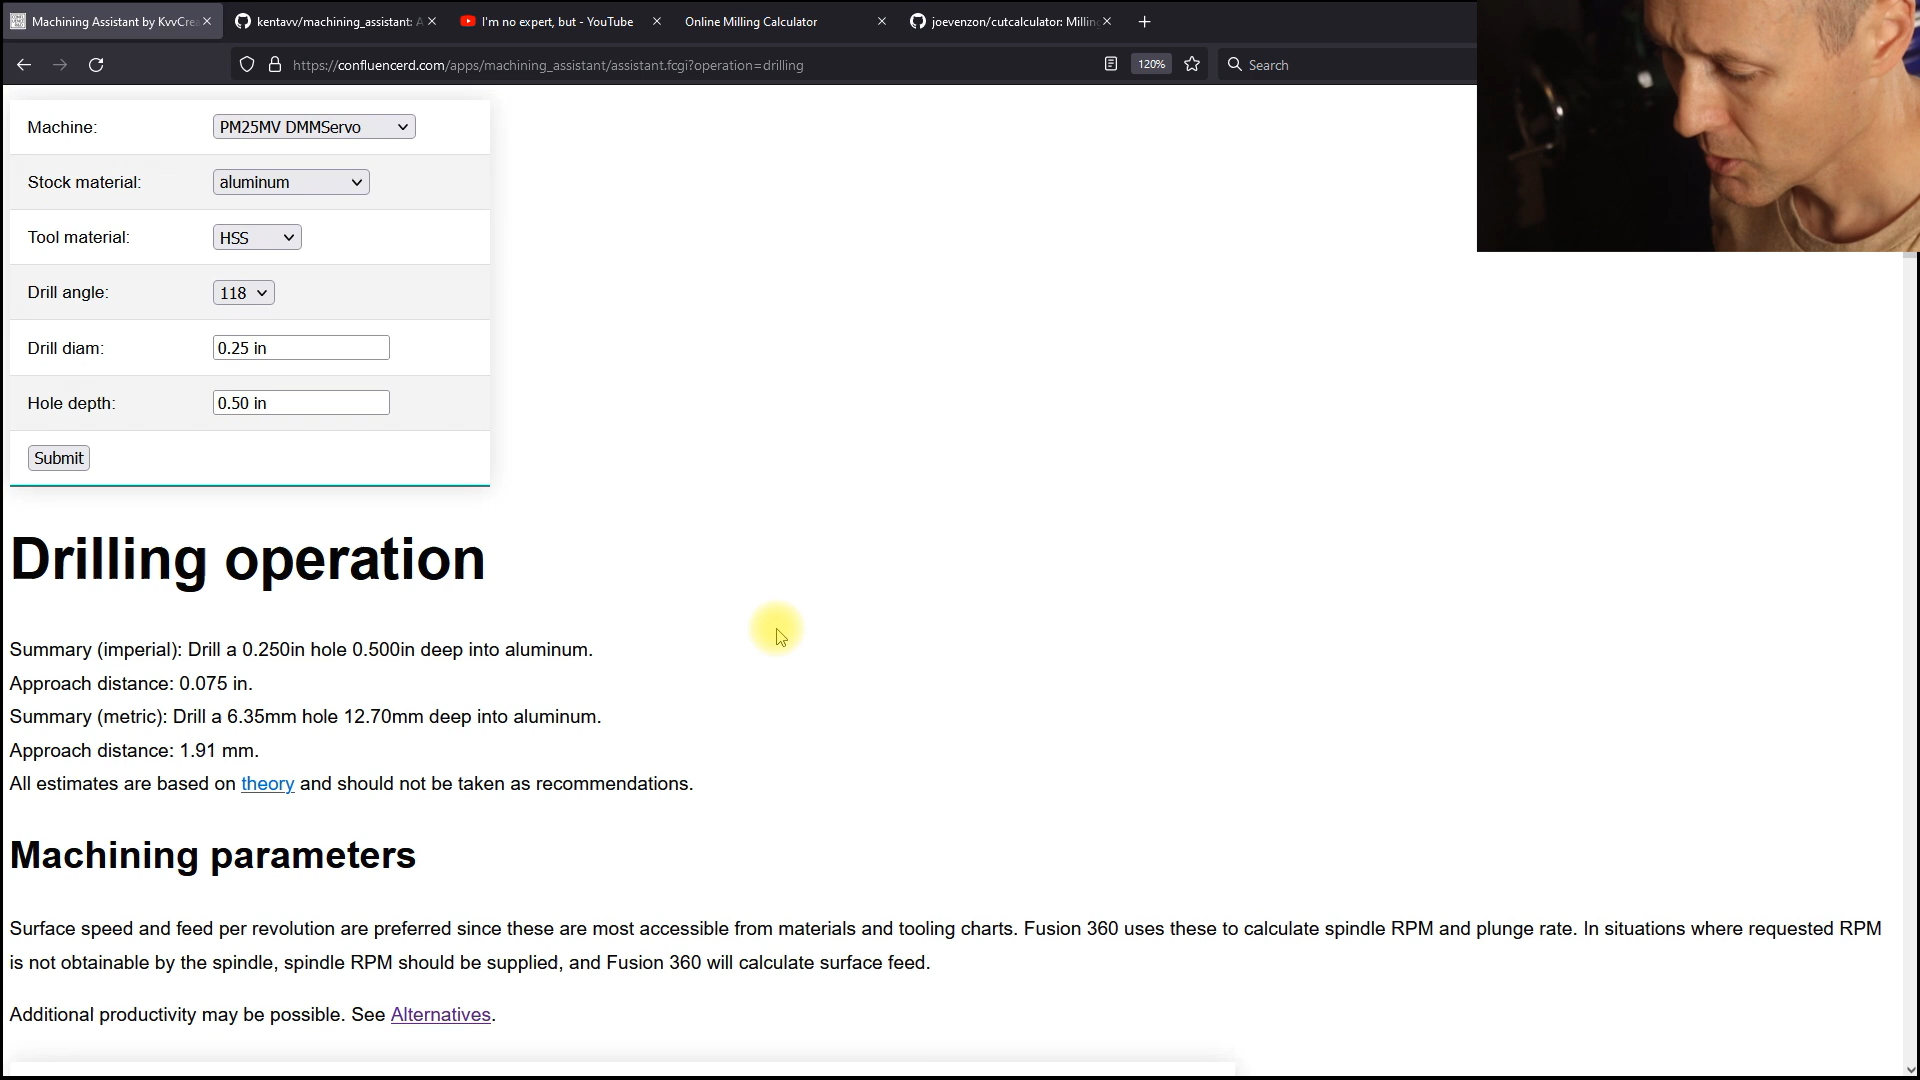 Machining Assistant by KvvCrea
kentavv/machining_assistant: A
I'm no expert, but - YouTube
Online Milling Calculator
joevenzon/cutcalculator: Milling
https://confluencerd.com/apps/machining_assistant/assistant.fcgi?operation=drilling
120%
Search
Machine: PM25MV DMMServo
Stock material: aluminum
Tool material: HSS
Drill angle: 118
Drill diam: 0.25 in
Hole depth: 0.50 in
Submit
Drilling operation
Summary (imperial): Drill a 0.250in hole 0.500in deep into aluminum.
Approach distance: 0.075 in.
Summary (metric): Drill a 6.35mm hole 12.70mm deep into aluminum.
Approach distance: 1.91 mm.
All estimates are based on theory and should not be taken as recommendations.
Machining parameters
Surface speed and feed per revolution are preferred since these are most accessible from materials and tooling charts. Fusion 360 uses these to calculate spindle RPM and plunge rate. In situations where requested RPM
is not obtainable by the spindle, spindle RPM should be supplied, and Fusion 360 will calculate surface feed.
Additional productivity may be possible. See Alternatives.